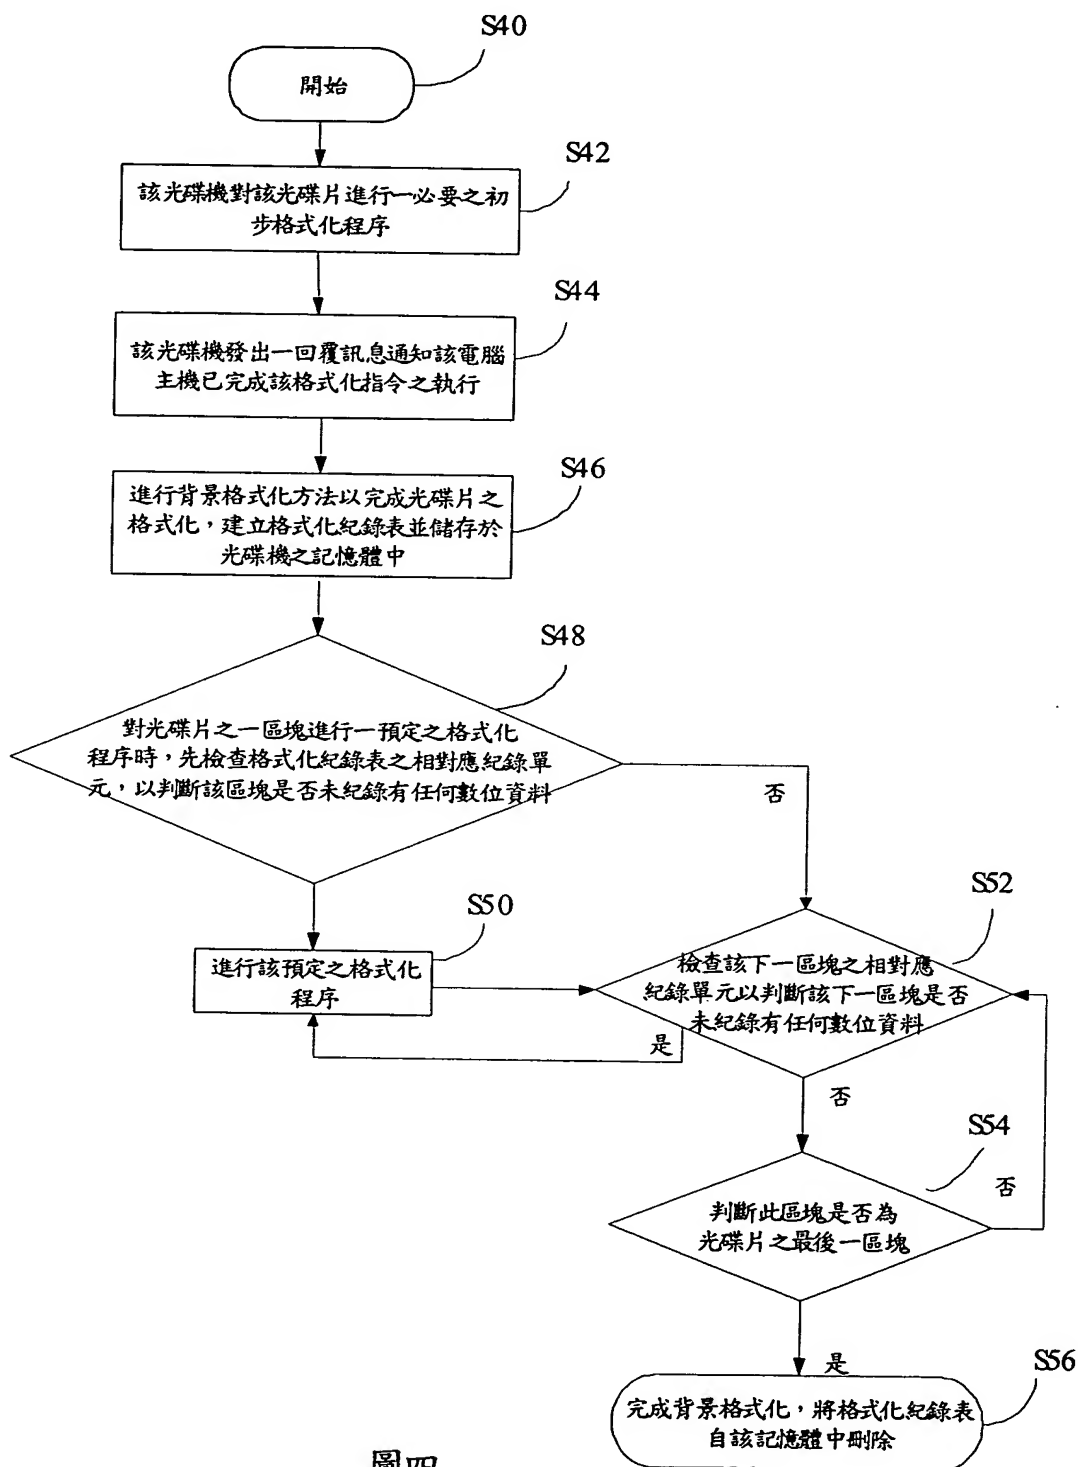 S40
開始
S42
該光碟機對該光碟片進行一必要之初
步格式化程序
S44
該光碟機發出一回覆訊息通知該電腦
主機已完成該格式化指令之執行
S46
進行背景格式化方法以完成光碟片之
格式化，建立格式化紀錄表並儲存於
光碟機之記憶體中
S48
對光碟片之一區塊進行一預定之格式化
程序時，先檢查格式化紀錄表之相對應紀錄單
元，以判斷該區塊是否未紀錄有任何數位資料
否
S50
進行該預定之格式化
程序
S52
檢查該下一區塊之相對應
紀錄單元以判斷該下一區塊是否
未紀錄有任何數位資料
是
否
S54
判斷此區塊是否為
光碟片之最後一區塊
否
是
S56
完成背景格式化，將格式化紀錄表
自該記憶體中刪除
圖四